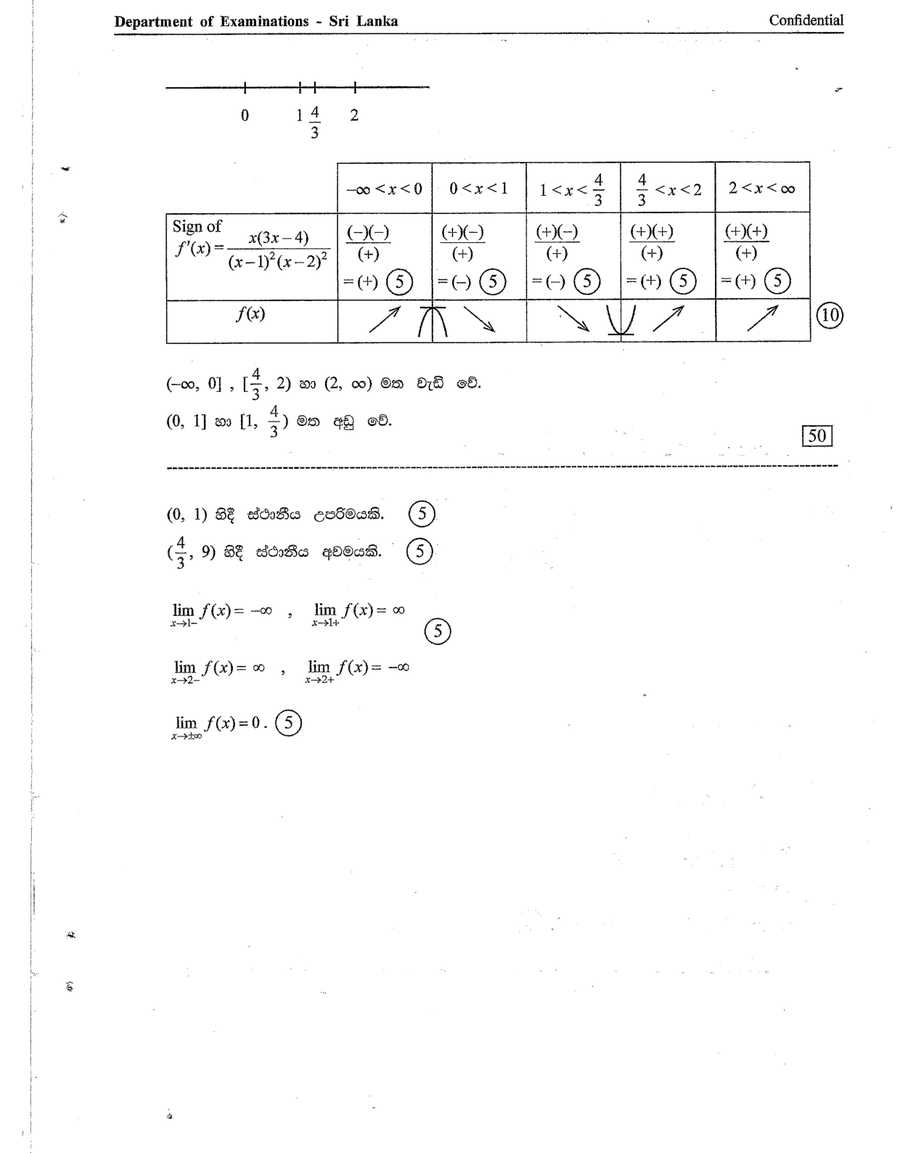 Department of Examinations - Sri Lanka Confidential
0 1 4/3 2
−∞ < x < 0 0 < x < 1 1 < x < 4/3 4/3 < x < 2 2 < x < ∞
Sign of f′(x) = x(3x−4)/((x−1)²(x−2)²) (−)(−)/(+) = (+) ⑤ (+)(−)/(+) = (−) ⑤ (+)(−)/(+) = (−) ⑤ (+)(+)/(+) = (+) ⑤ (+)(+)/(+) = (+) ⑤
f(x) ↗ ↘ ↘ ↗ ↗ ⑩
(−∞, 0] , [4/3, 2) හා (2, ∞) මත වැඩි වේ.
(0, 1] හා [1, 4/3) මත අඩු වේ.
50
(0, 1) හිදී ස්ථානීය උපරිමයකි. ⑤
(4/3, 9) හිදී ස්ථානීය අවමයකි. ⑤
lim x→1− f(x) = −∞ , lim x→1+ f(x) = ∞
⑤
lim x→2− f(x) = ∞ , lim x→2+ f(x) = −∞
lim x→±∞ f(x) = 0 . ⑤